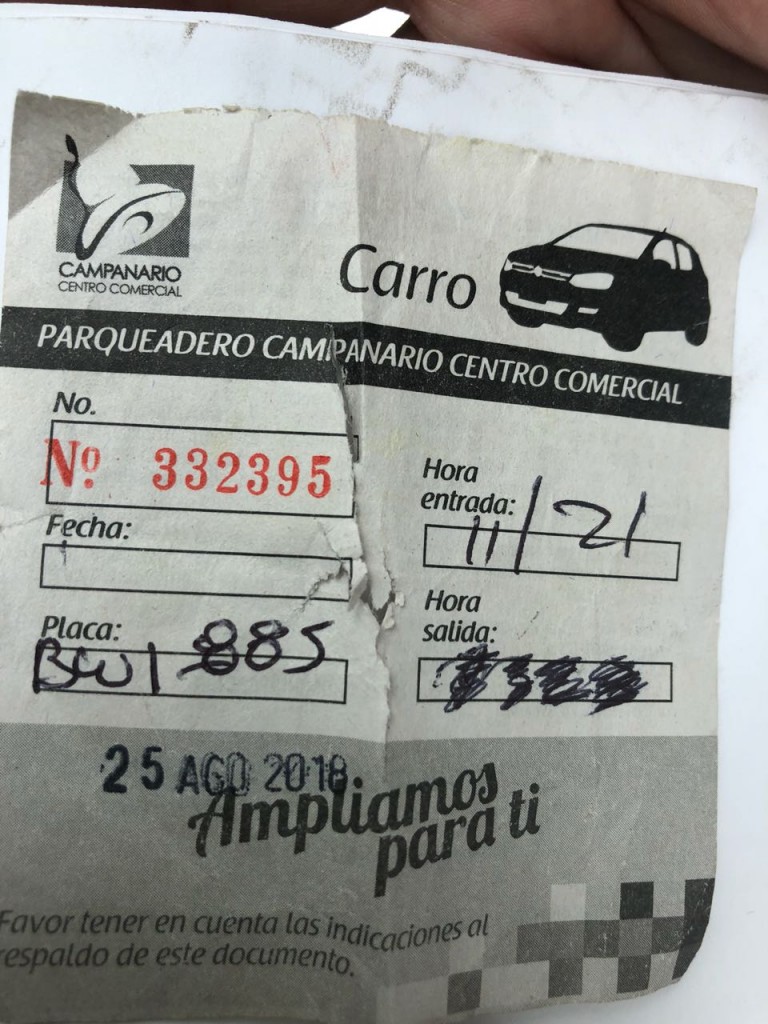 CAMPANARIO
CENTRO COMERCIAL
Carro
PARQUEADERO CAMPANARIO CENTRO COMERCIAL
No.
Nº 332395
Fecha:
Placa:
885
Hora
entrada:
11/21
Hora
salida:
25 AGO 2018
Ampliamos
para ti
Favor tener en cuenta las indicaciones al
respaldo de este documento.